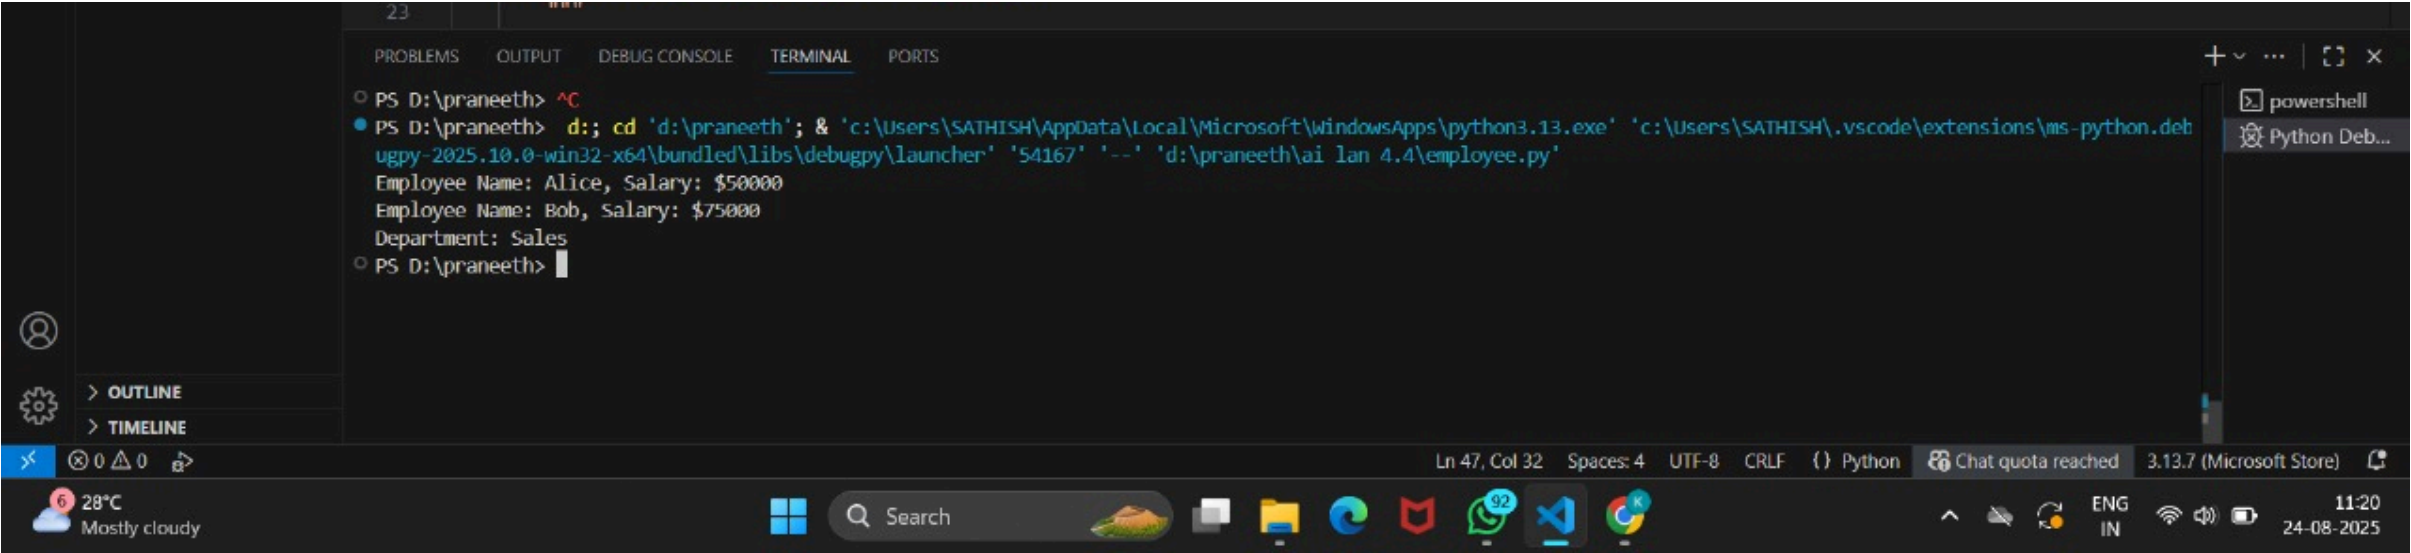 23
PROBLEMS OUTPUT DEBUG CONSOLE TERMINAL PORTS
PS D:\praneeth> ^C
PS D:\praneeth>  d:; cd 'd:\praneeth'; & 'c:\Users\SATHISH\AppData\Local\Microsoft\WindowsApps\python3.13.exe' 'c:\Users\SATHISH\.vscode\extensions\ms-python.deb
ugpy-2025.10.0-win32-x64\bundled\libs\debugpy\launcher' '54167' '--' 'd:\praneeth\ai lan 4.4\employee.py'
Employee Name: Alice, Salary: $50000
Employee Name: Bob, Salary: $75000
Department: Sales
PS D:\praneeth>
powershell
Python Deb...
OUTLINE
TIMELINE
0 0 Ln 47, Col 32 Spaces: 4 UTF-8 CRLF {} Python Chat quota reached 3.13.7 (Microsoft Store)
6 28°C
Mostly cloudy
Search
92
K
ENG
IN
11:20
24-08-2025